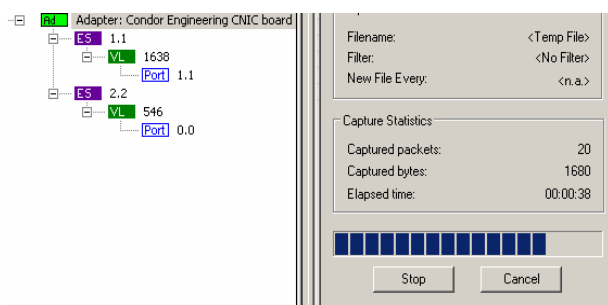 Ad Adapter: Condor Engineering CNIC board
ES 1.1
VL 1638
Port 1.1
ES 2.2
VL 546
Port 0.0
Filename: <Temp File>
Filter: <No Filter>
New File Every: <n.a.>
Capture Statistics
Captured packets: 20
Captured bytes: 1680
Elapsed time: 00:00:38
Stop Cancel